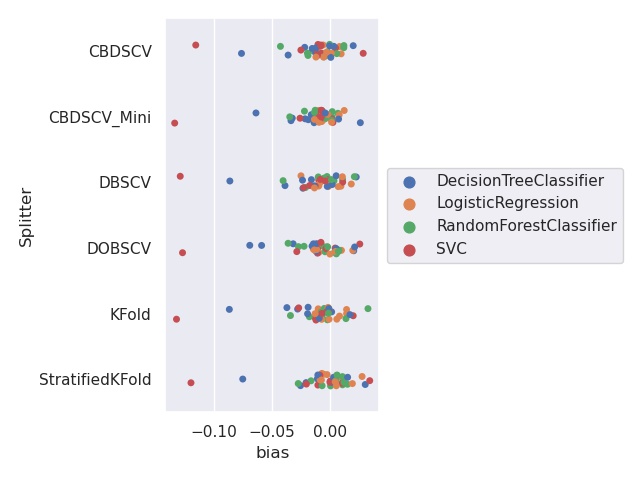 CBDSCV
CBDSCV_Mini
DBSCV
DOBSCV
KFold
StratifiedKFold
Splitter
−0.10
−0.05
0.00
bias
DecisionTreeClassifier
LogisticRegression
RandomForestClassifier
SVC